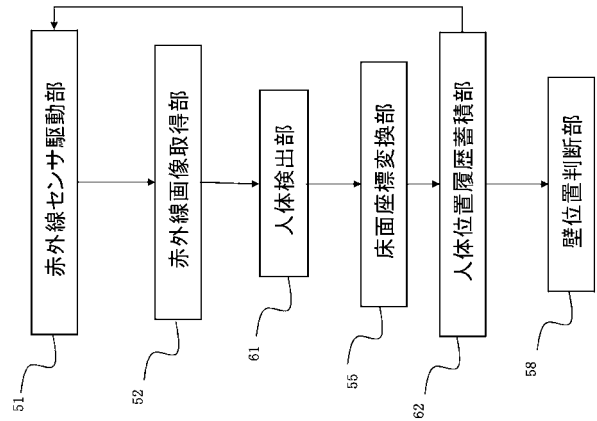 赤外線センサ駆動部
51
赤外線画像取得部
52
人体検出部
61
床面座標変換部
55
人体位置履歴蓄積部
62
壁位置判断部
58